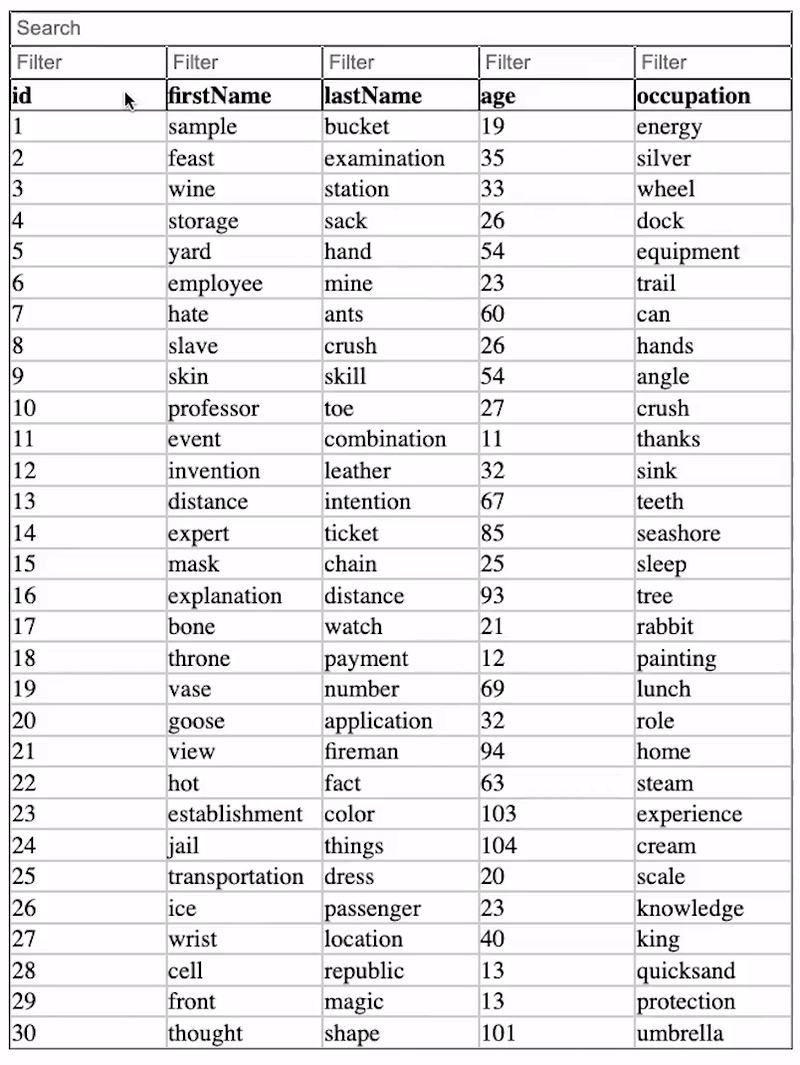 Search
Filter Filter Filter Filter Filter
id firstName lastName age occupation
1 sample bucket 19 energy
2 feast examination 35 silver
3 wine station 33 wheel
4 storage sack 26 dock
5 yard hand 54 equipment
6 employee mine 23 trail
7 hate ants 60 can
8 slave crush 26 hands
9 skin skill 54 angle
10 professor toe 27 crush
11 event combination 11 thanks
12 invention leather 32 sink
13 distance intention 67 teeth
14 expert ticket 85 seashore
15 mask chain 25 sleep
16 explanation distance 93 tree
17 bone watch 21 rabbit
18 throne payment 12 painting
19 vase number 69 lunch
20 goose application 32 role
21 view fireman 94 home
22 hot fact 63 steam
23 establishment color 103 experience
24 jail things 104 cream
25 transportation dress 20 scale
26 ice passenger 23 knowledge
27 wrist location 40 king
28 cell republic 13 quicksand
29 front magic 13 protection
30 thought shape 101 umbrella